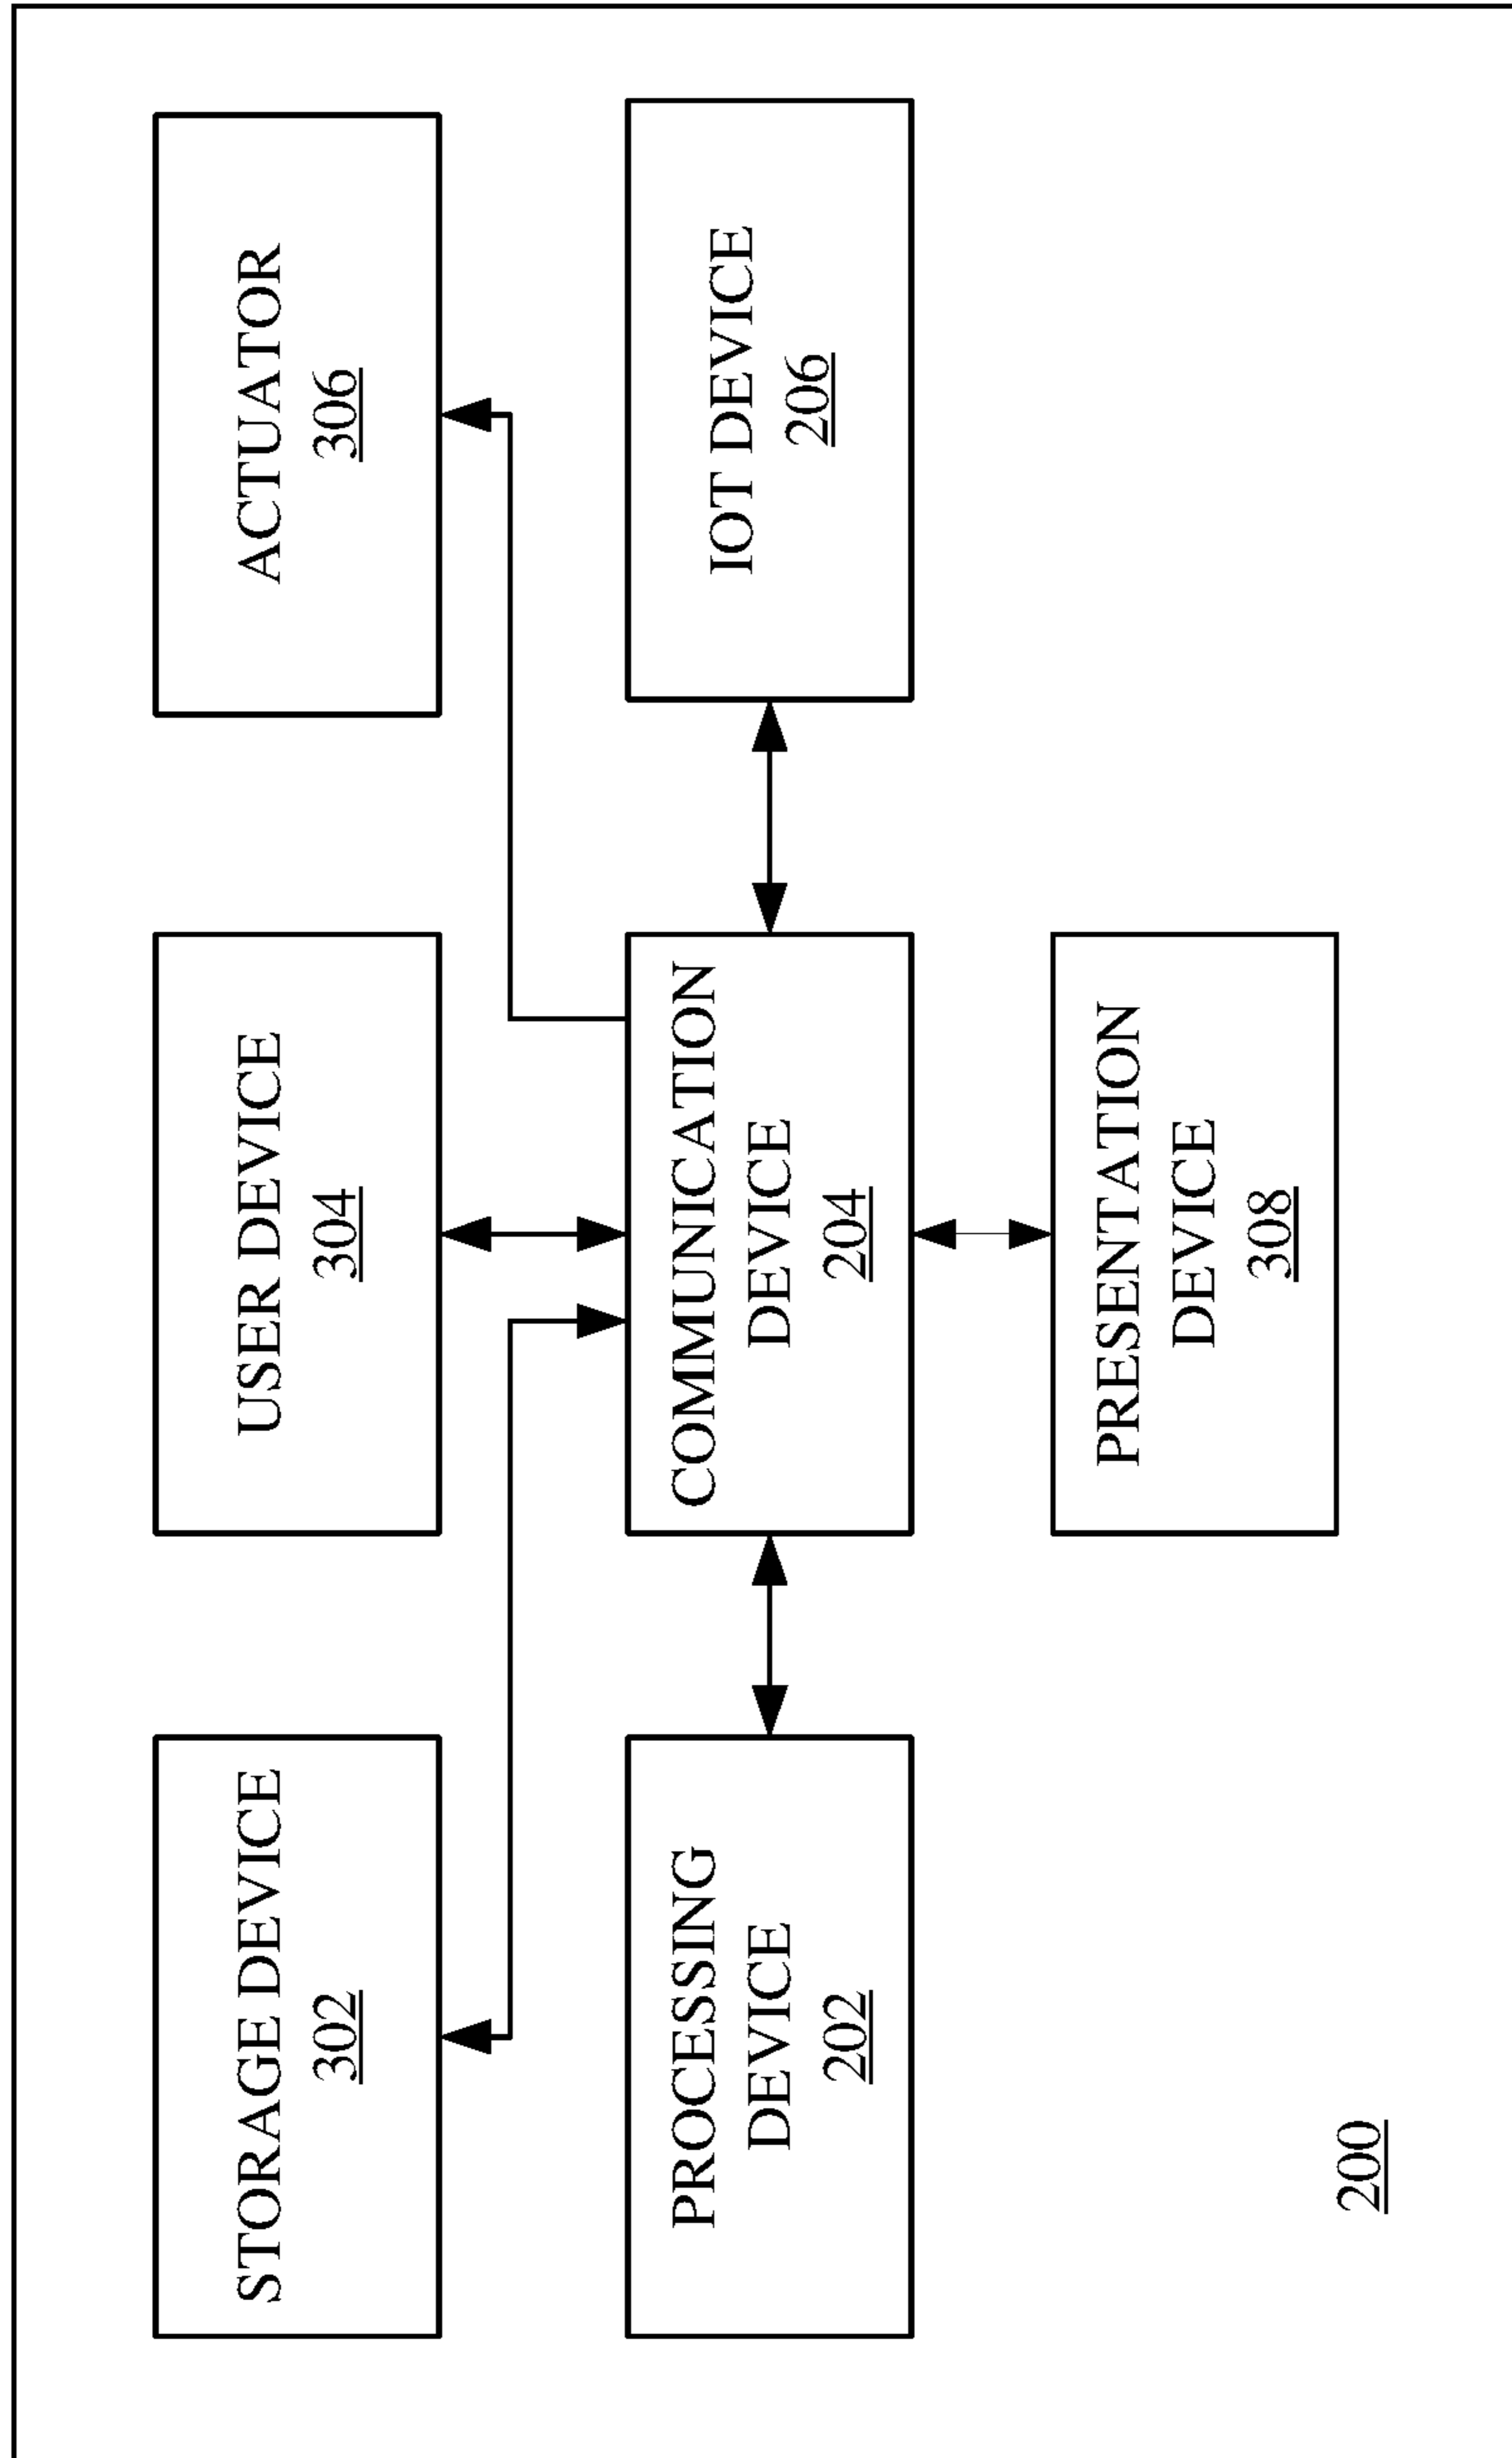 STORAGE DEVICE
302
USER DEVICE
304
ACTUATOR
306
PROCESSING
DEVICE
202
COMMUNICATION
DEVICE
204
IOT DEVICE
206
PRESENTATION
DEVICE
308
200